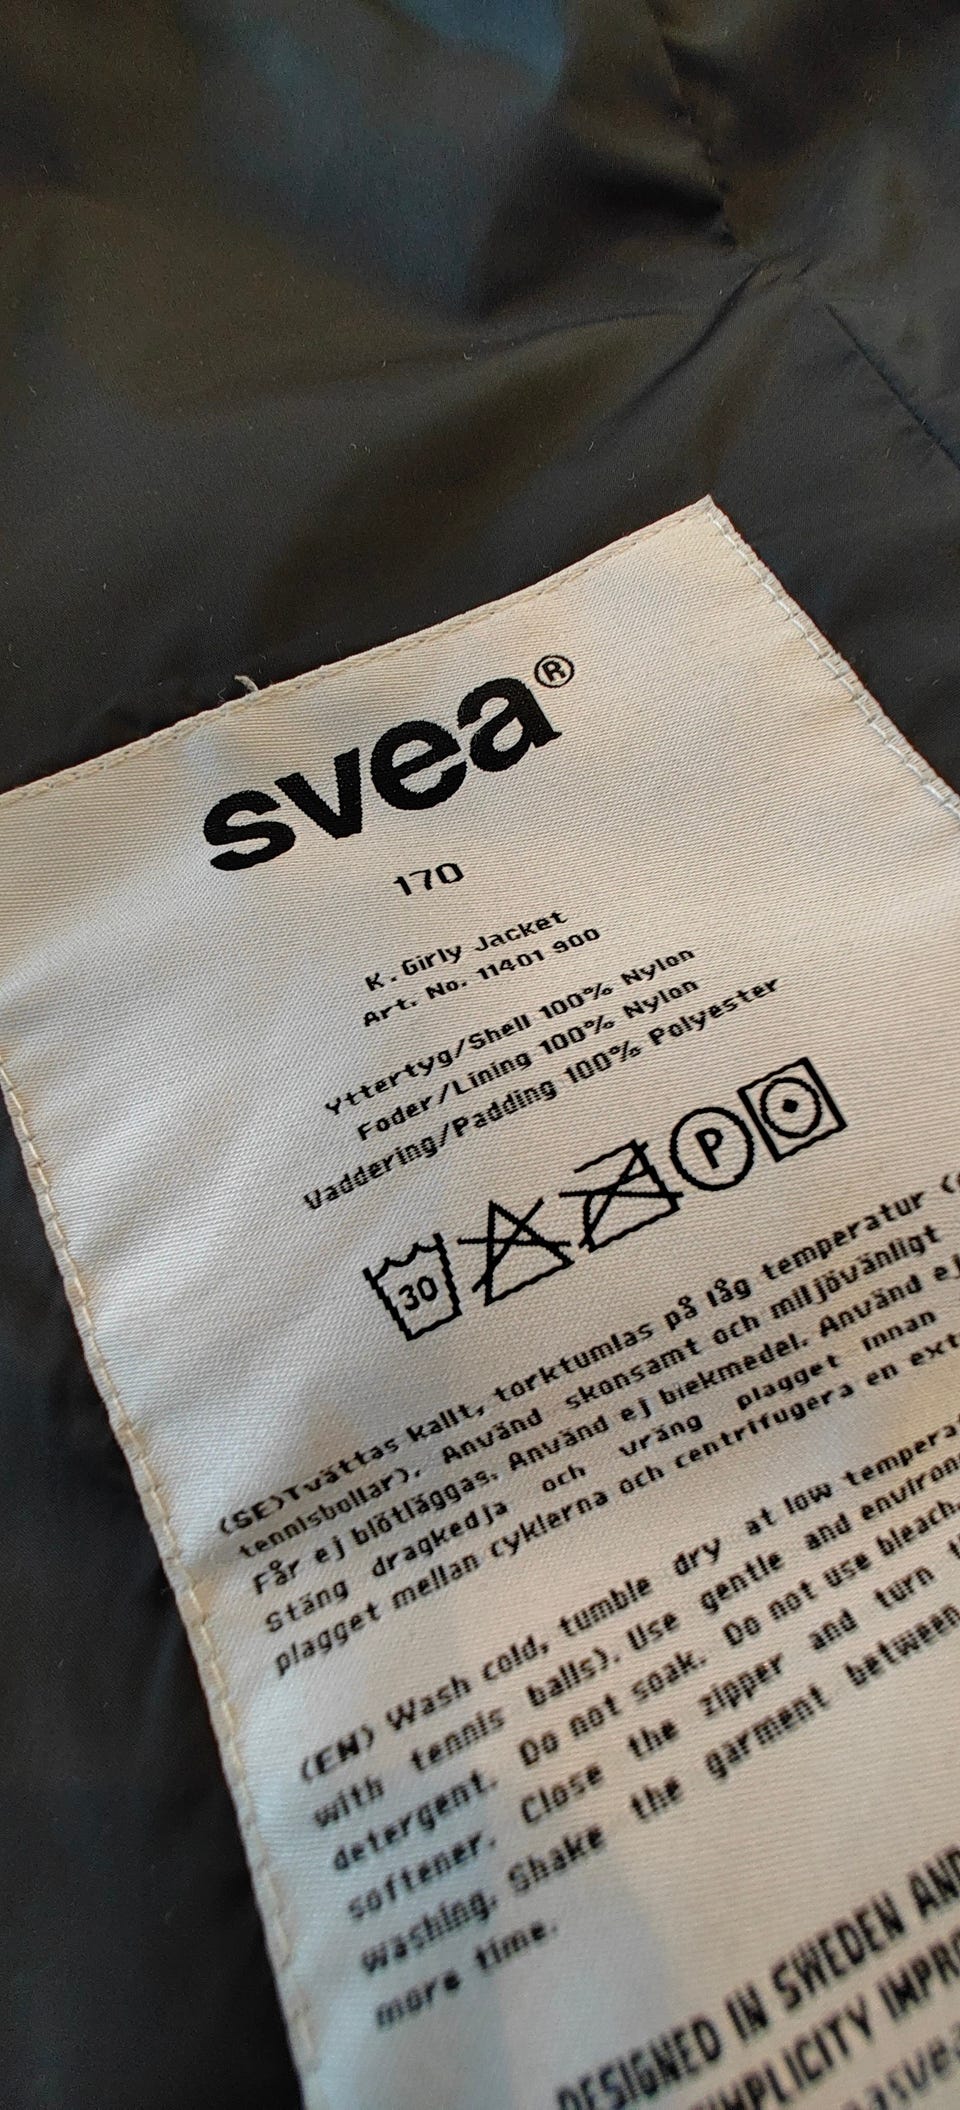 svea®
170
K. Girly Jacket
Art. No. 11401 900
Yttertyg/Shell 100% Nylon
Foder/Lining 100% Nylon
Vaddering/Padding 100% Polyester
30 P
(SE)Tvättas kallt, torktumlas på låg temperatur
tennisbollar). Använd skonsamt och miljövänligt
Får ej blötläggas. Använd ej blekmedel. Använd ej
Stäng dragkedja och vräng plagget innan
plagget mellan cyklerna och centrifugera en
(EN) Wash cold, tumble dry at low
with tennis balls). Use gentle and
detergent. Do not soak. Do not use bleach.
softener. Close the zipper and turn
washing. Shake the garment between
more time.
DESIGNED IN SWEDEN AND